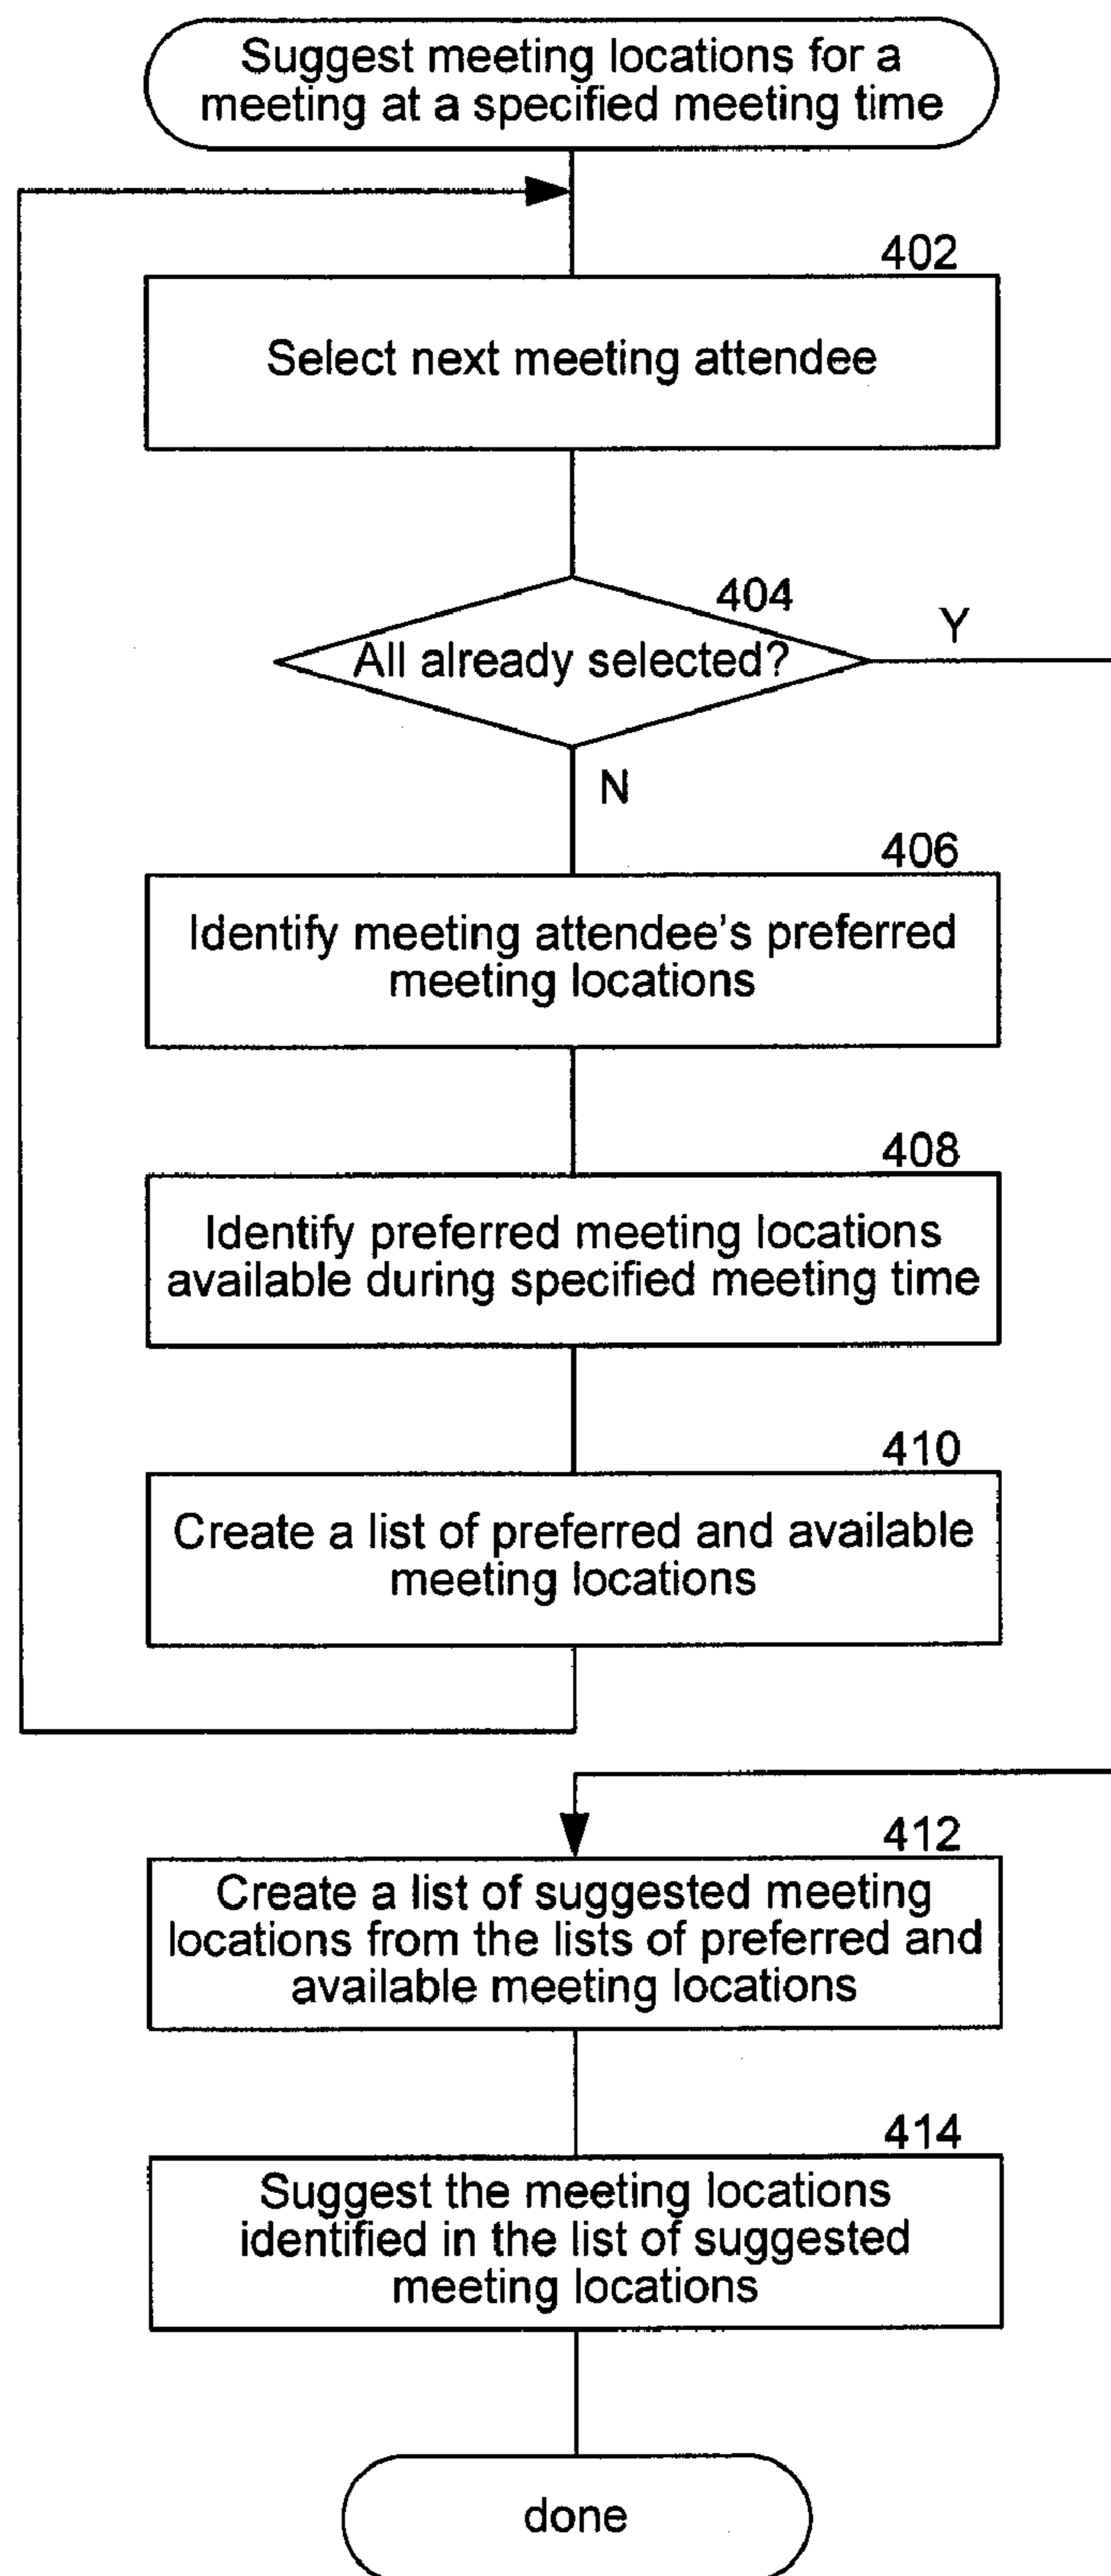 Suggest meeting locations for a
meeting at a specified meeting time
402
Select next meeting attendee
404
All already selected?
Y
N
406
Identify meeting attendee's preferred
meeting locations
408
Identify preferred meeting locations
available during specified meeting time
410
Create a list of preferred and available
meeting locations
412
Create a list of suggested meeting
locations from the lists of preferred and
available meeting locations
414
Suggest the meeting locations
identified in the list of suggested
meeting locations
done